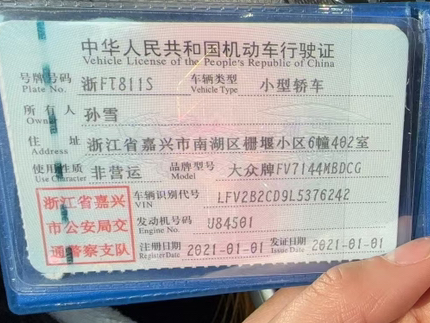 中华人民共和国机动车行驶证
Vehicle License of the People's Republic of China
号牌号码 Plate No. 浙FT811S 车辆类型 Vehicle Type 小型轿车
所有人 Owner 孙雪
住址 Address 浙江省嘉兴市南湖区栅堰小区6幢402室
使用性质 Use Character 非营运 品牌型号 Model 大众牌FV7144MBDCG
车辆识别代号 VIN LFV2B2CD9L5376242
发动机号码 Engine No. U84501
注册日期 Register Date 2021-01-01 发证日期 Issue Date 2021-01-01
浙江省嘉兴
市公安局交
通警察支队